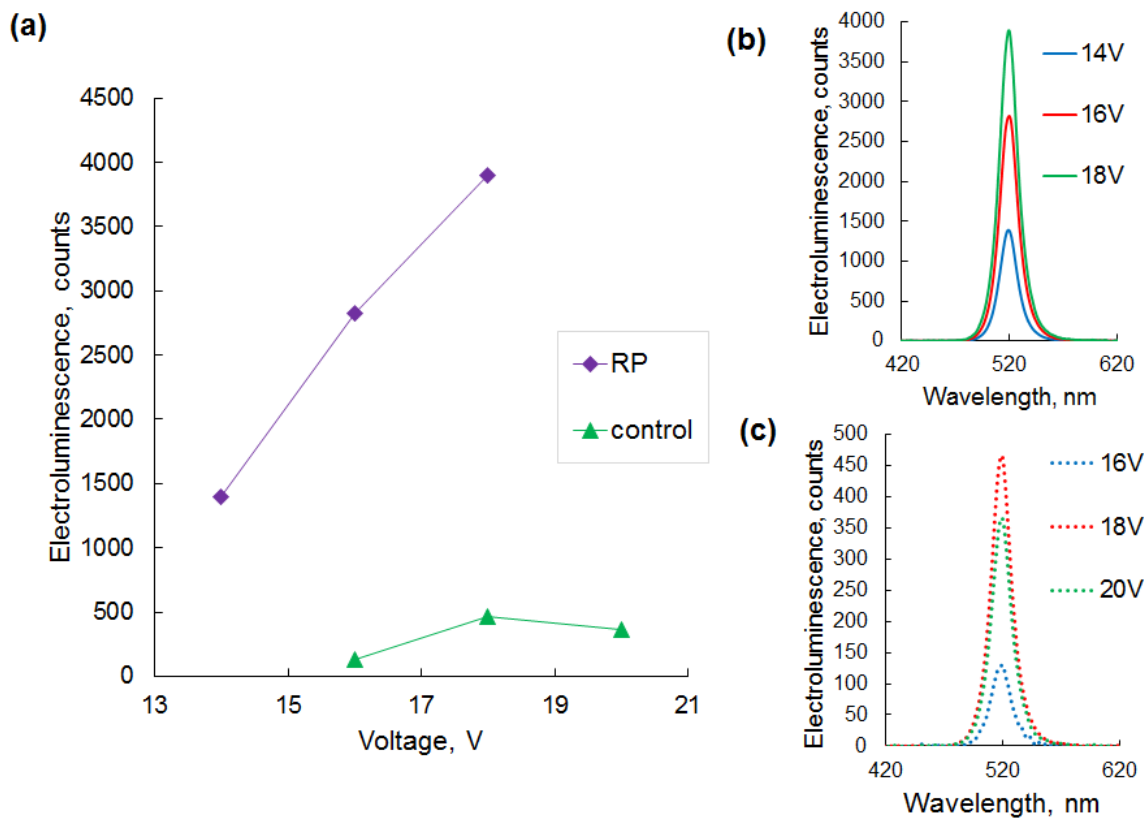 (a)
Electroluminescence, counts
4500
4000
3500
3000
2500
2000
1500
1000
500
0
13
15
17
19
21
Voltage, V
RP
control
(b)
Electroluminescence, counts
4000
3500
3000
2500
2000
1500
1000
500
0
420
520
620
Wavelength, nm
14V
16V
18V
(c)
Electroluminescence, counts
500
450
400
350
300
250
200
150
100
50
0
420
520
620
Wavelength, nm
16V
18V
20V